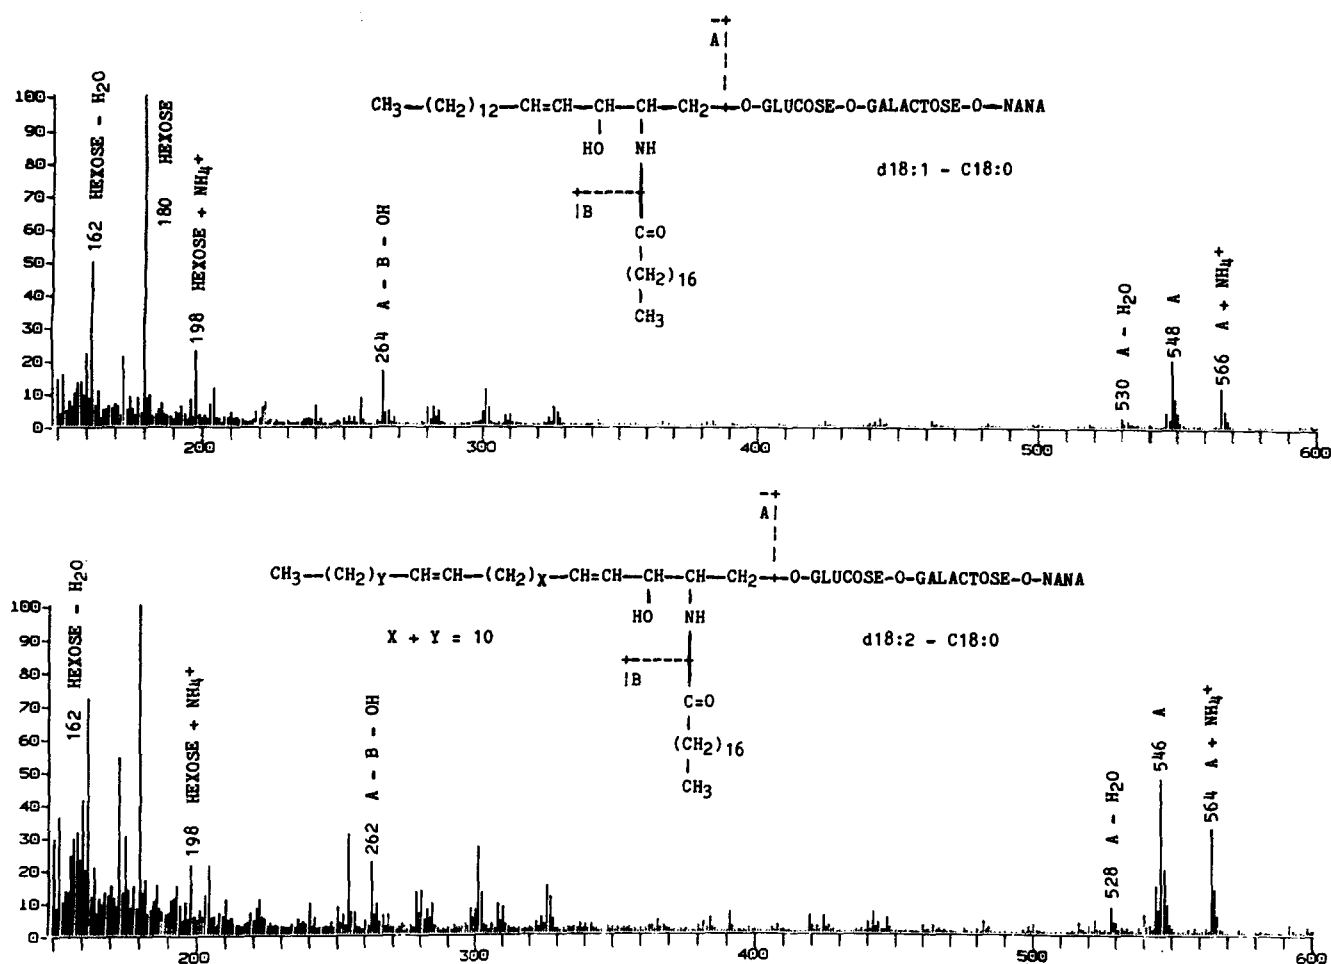 A
CH3—(CH2)12—CH=CH—CH—CH—CH2—O-GLUCOSE-O-GALACTOSE-O—NANA
HO NH
d18:1 - C18:0
B
C=O
(CH2)16
CH3
100
90
80
70
60
50
40
30
20
10
0
162 HEXOSE - H2O
180 HEXOSE
198 HEXOSE + NH4+
264 A - B - OH
530 A - H2O
548 A
566 A + NH4+
200 300 400 500 600
A
CH3—(CH2)Y—CH=CH—(CH2)X—CH=CH—CH—CH—CH2—O-GLUCOSE-O-GALACTOSE-O-NANA
HO NH
X + Y = 10
d18:2 - C18:0
B
C=O
(CH2)16
CH3
100
90
80
70
60
50
40
30
20
10
0
162 HEXOSE - H2O
198 HEXOSE + NH4+
262 A - B - OH
528 A - H2O
546 A
564 A + NH4+
200 300 400 500 600